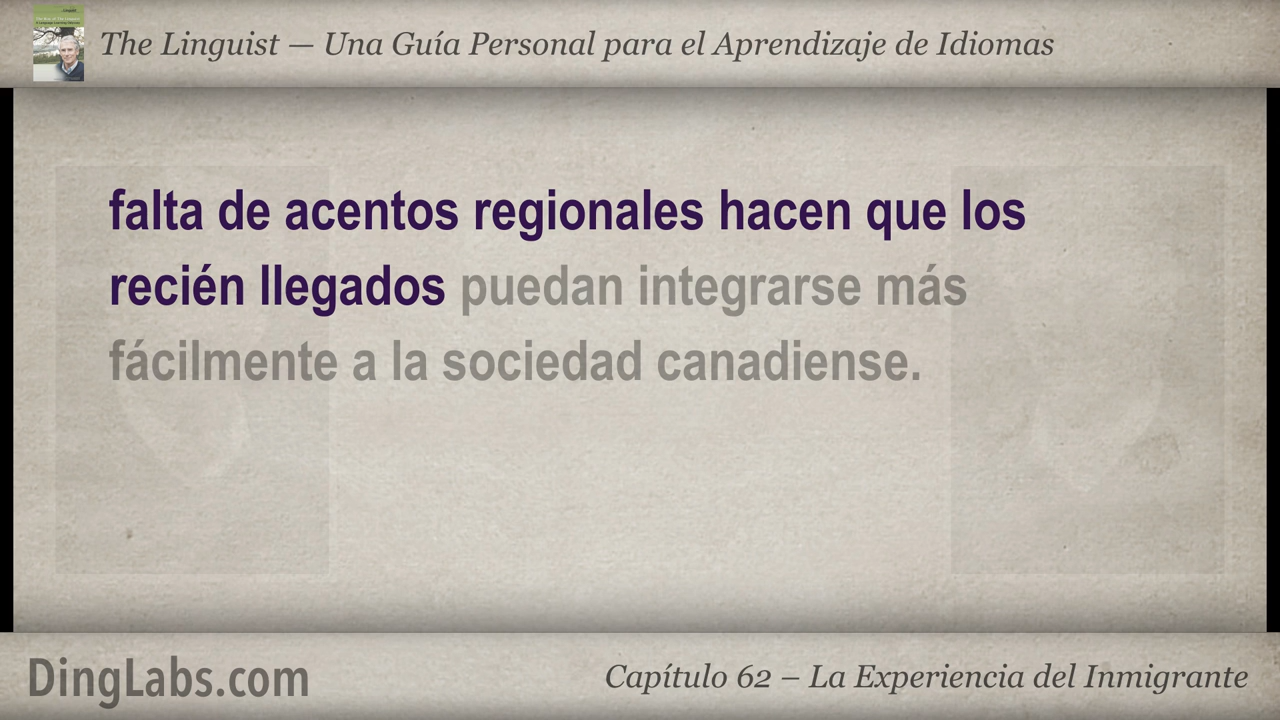 The Linguist — Una Guía Personal para el Aprendizaje de Idiomas
falta de acentos regionales hacen que los
recién llegados puedan integrarse más
fácilmente a la sociedad canadiense.
DingLabs.com
Capítulo 62 – La Experiencia del Inmigrante